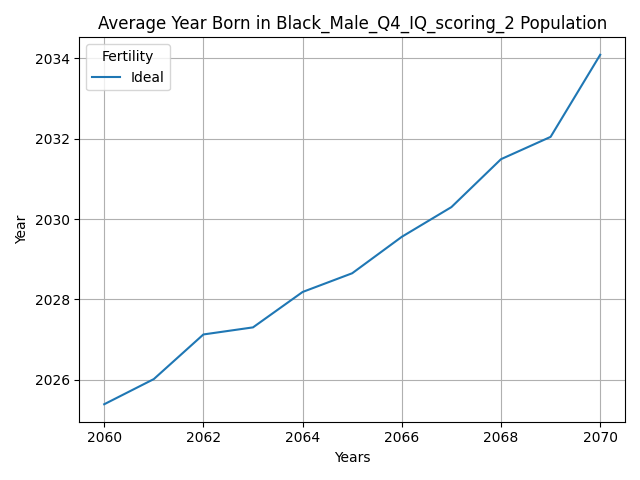 Average Year Born in Black_Male_Q4_IQ_scoring_2 Population
Fertility
Ideal
Year
2034
2032
2030
2028
2026
2060 2062 2064 2066 2068 2070
Years